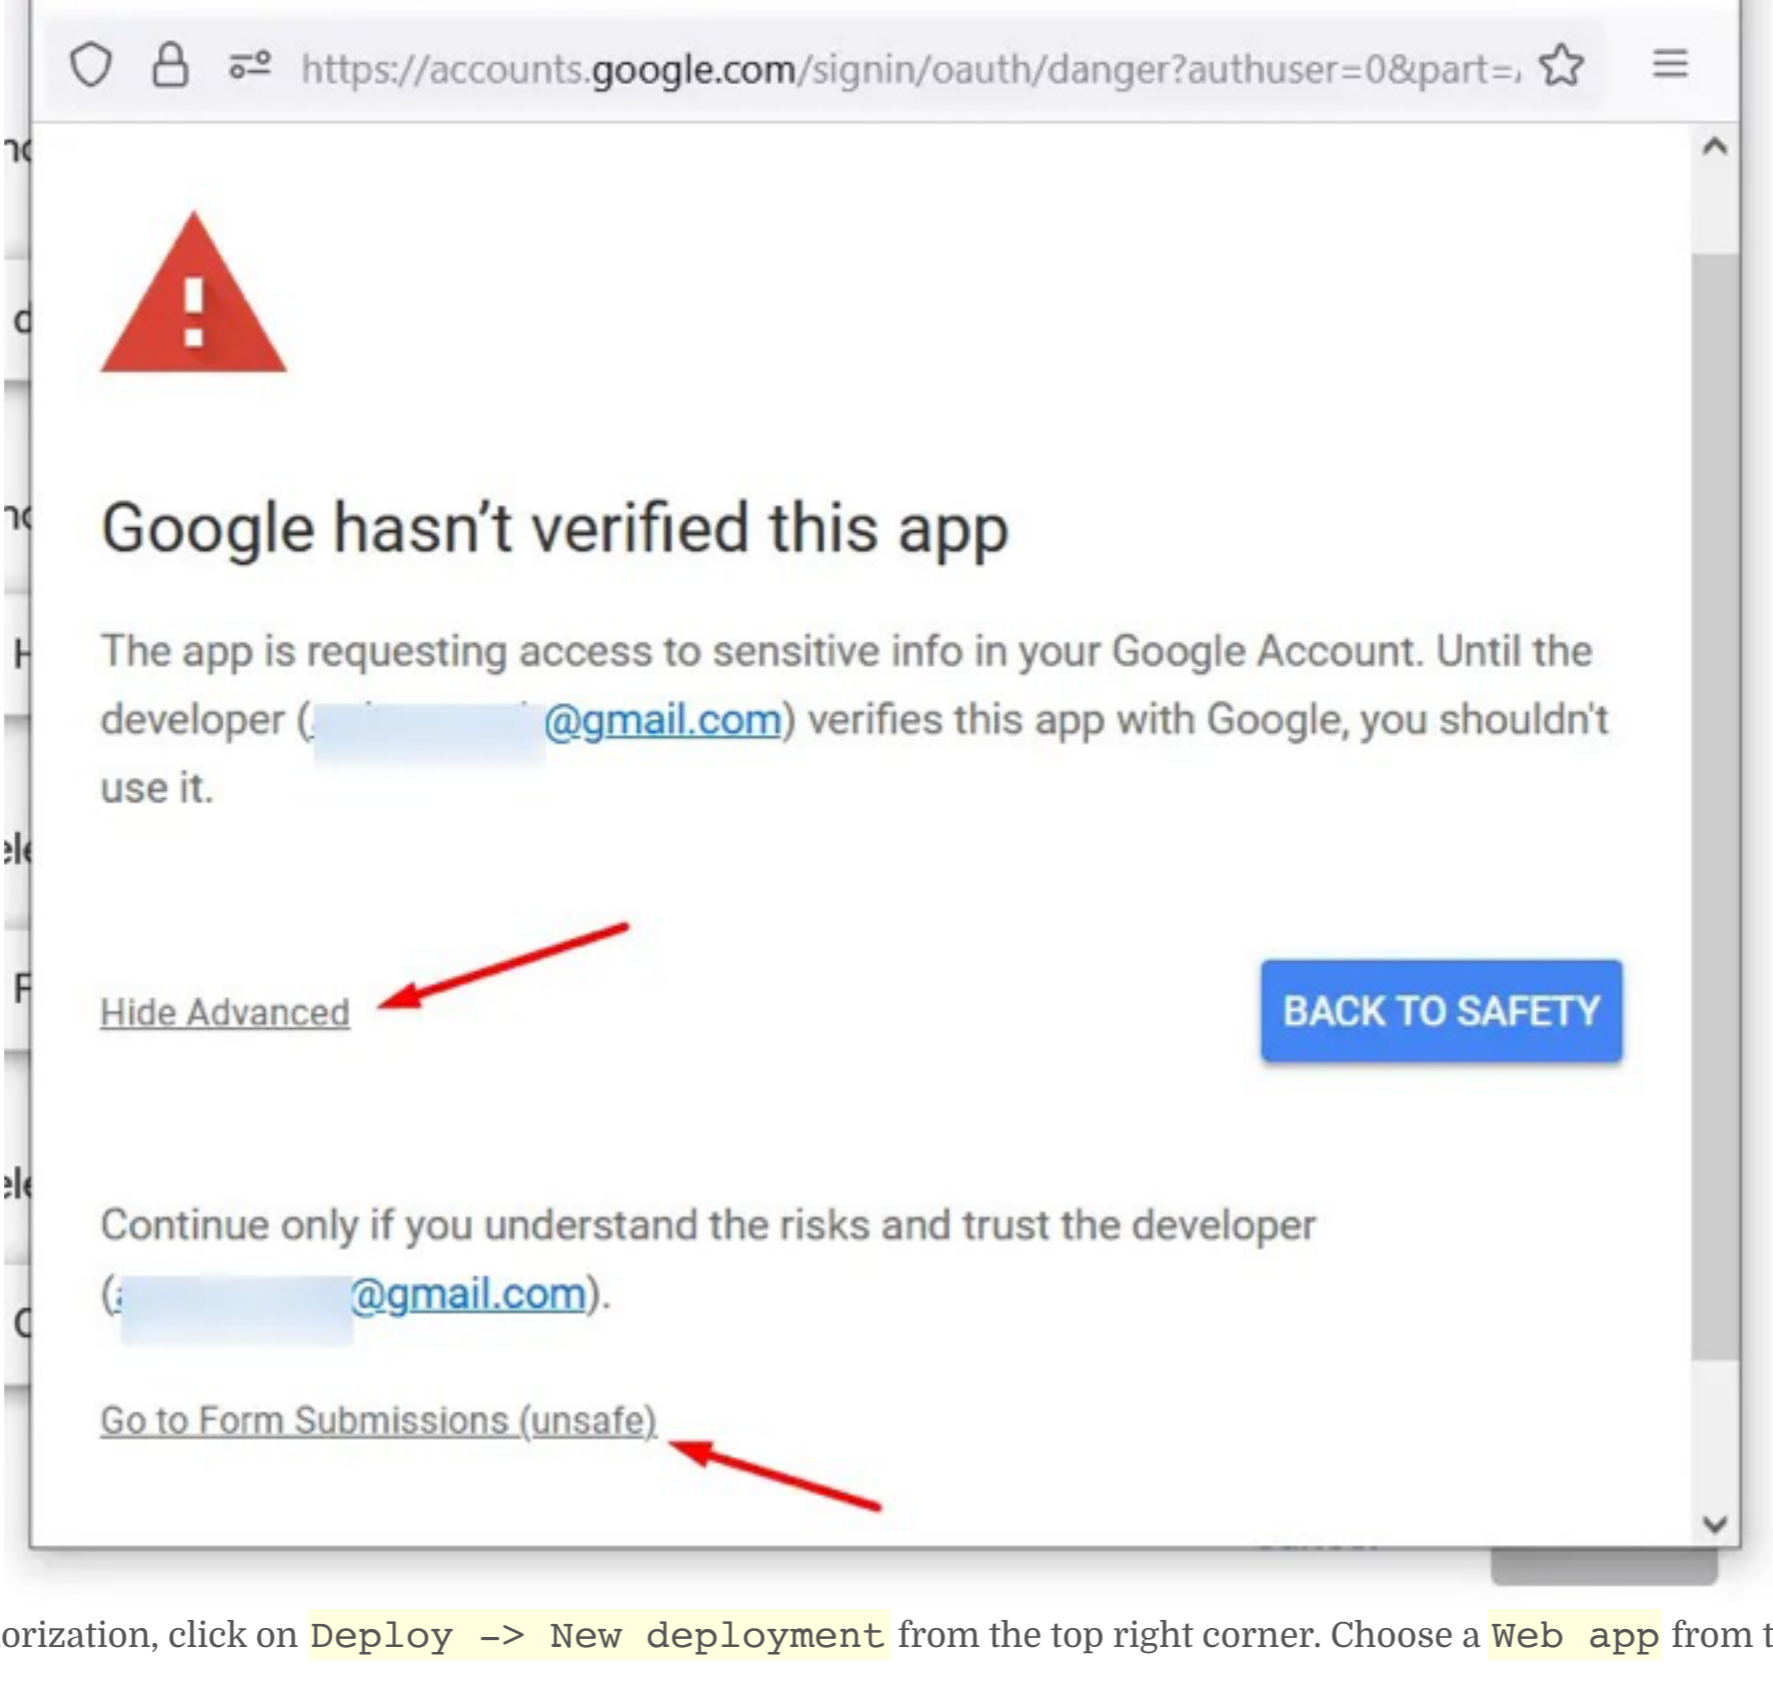 https://accounts.google.com/signin/oauth/danger?authuser=0&part=
Google hasn’t verified this app
The app is requesting access to sensitive info in your Google Account. Until the
developer (@gmail.com) verifies this app with Google, you shouldn't
use it.
Hide Advanced
BACK TO SAFETY
Continue only if you understand the risks and trust the developer
(@gmail.com).
Go to Form Submissions (unsafe)
click on Deploy -> New deployment from the top right corner. Choose a Web app from